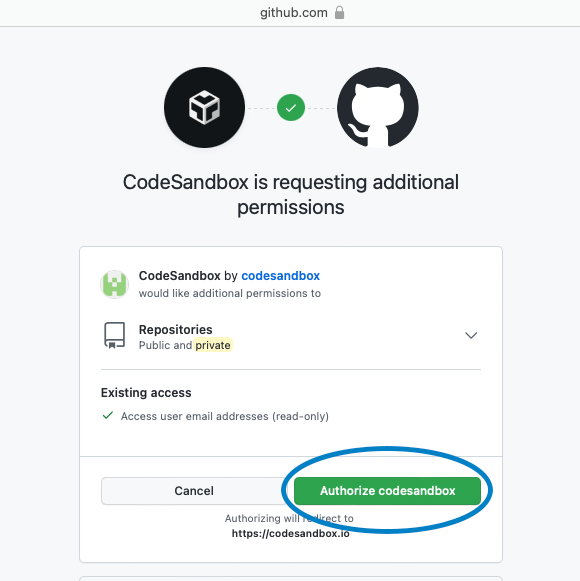 github.com
CodeSandbox is requesting additional
permissions
CodeSandbox by codesandbox
would like additional permissions to
Repositories
Public and private
Existing access
Access user email addresses (read-only)
Cancel
Authorize codesandbox
Authorizing will redirect to
https://codesandbox.io